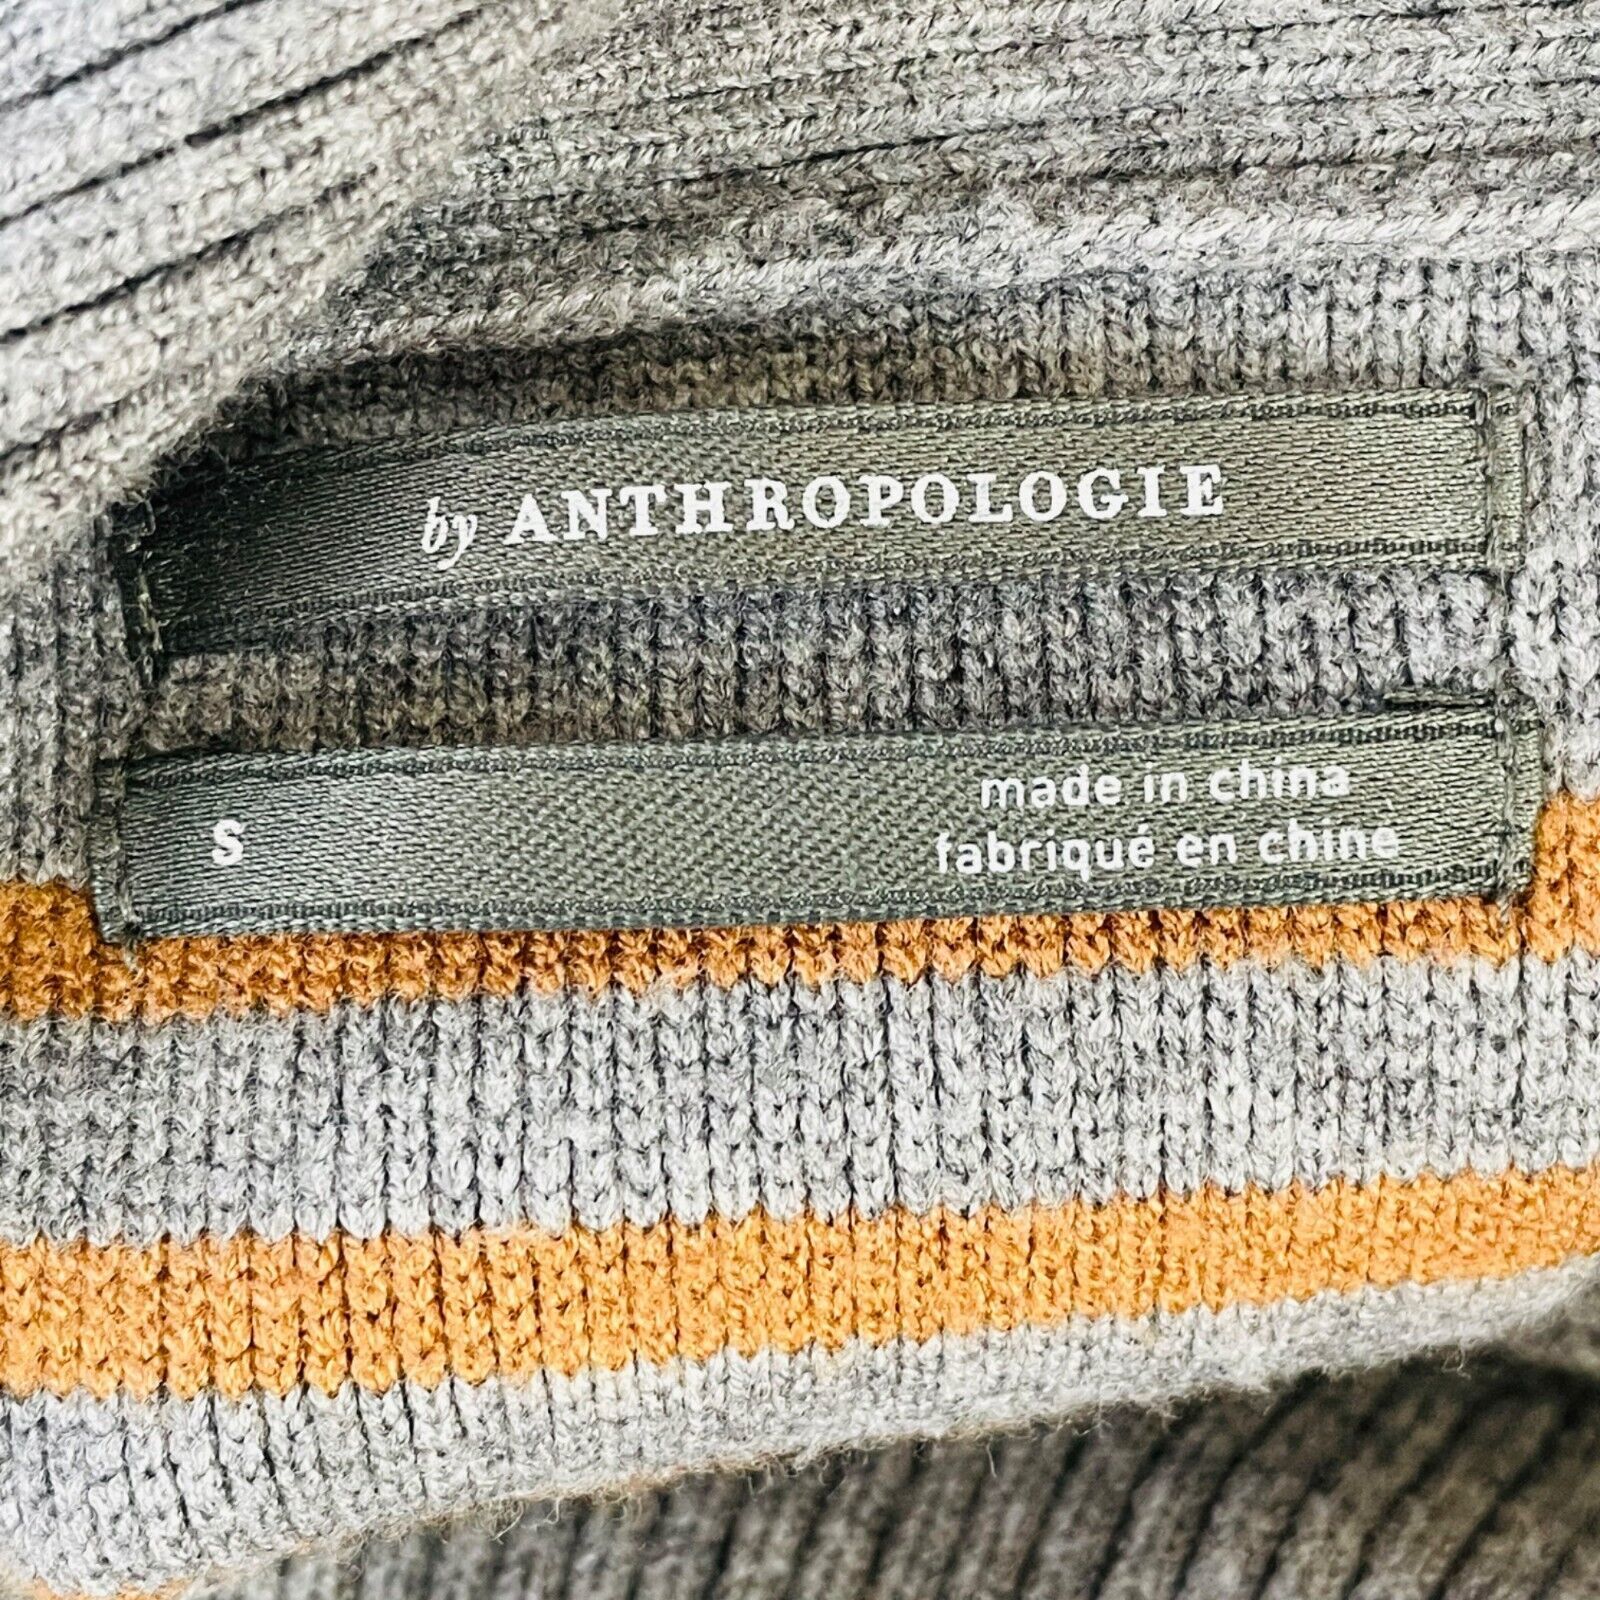 by ANTHROPOLOGIE
S
made in china
fabriqué en chine